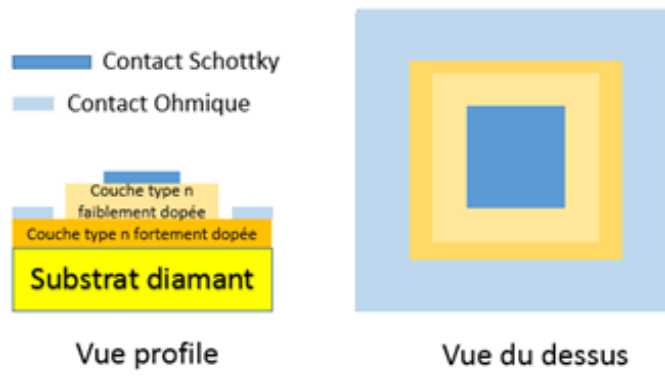 Contact Schottky
Contact Ohmique
Couche type n
faiblement dopée
Couche type n fortement dopée
Substrat diamant
Vue profile
Vue du dessus